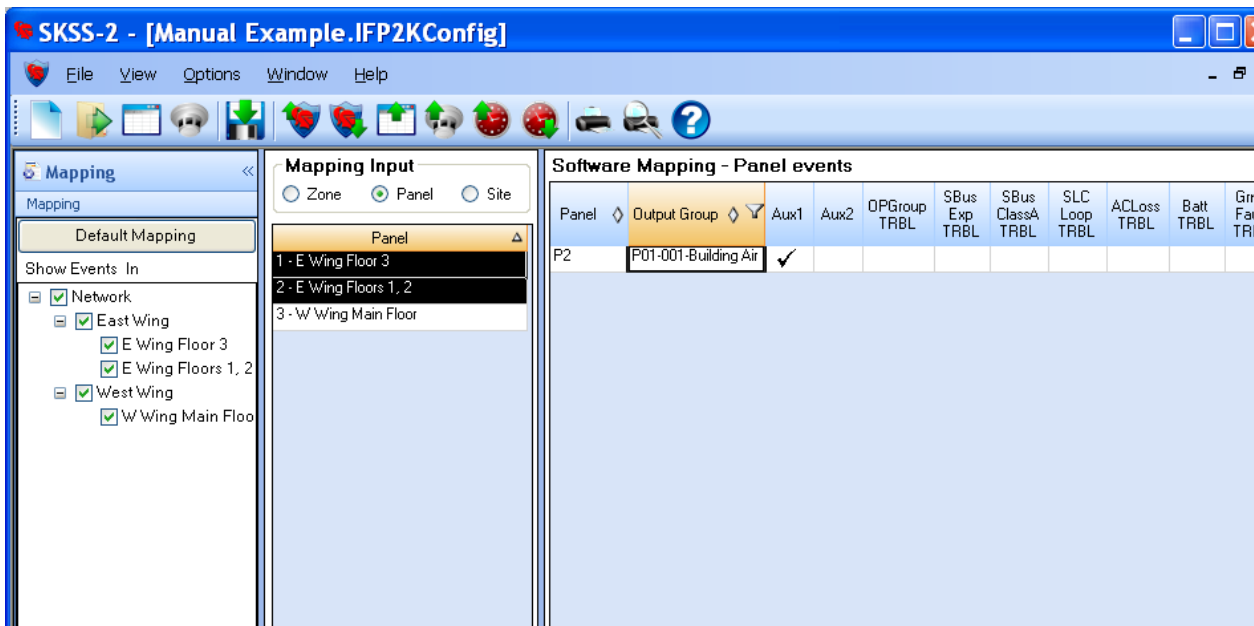 SKSS-2 - [Manual Example.IFP2KConfig]
File View Options Window Help
Mapping
Mapping
Default Mapping
Show Events In
Network
East Wing
E Wing Floor 3
E Wing Floors 1, 2
West Wing
W Wing Main Floo
Mapping Input
Zone Panel Site
Panel
1 - E Wing Floor 3
2 - E Wing Floors 1, 2
3 - W Wing Main Floor
Software Mapping - Panel events
Panel Output Group Aux1 Aux2 OPGroup TRBL SBus Exp TRBL SBus ClassA TRBL SLC Loop TRBL ACLoss TRBL Batt TRBL
P2 P01-001-Building Air